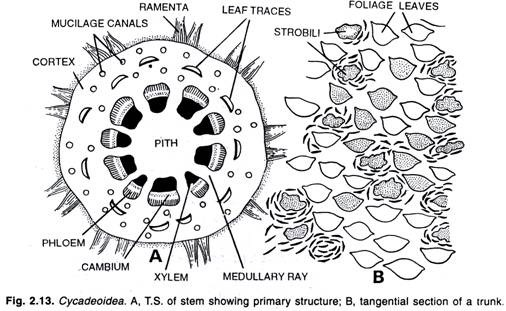 RAMENTA
MUCILAGE CANALS
LEAF TRACES
CORTEX
PITH
PHLOEM
CAMBIUM
XYLEM
MEDULLARY RAY
A
FOLIAGE LEAVES
STROBILI
B
Fig. 2.13. Cycadeoidea. A, T.S. of stem showing primary structure; B, tangential section of a trunk.